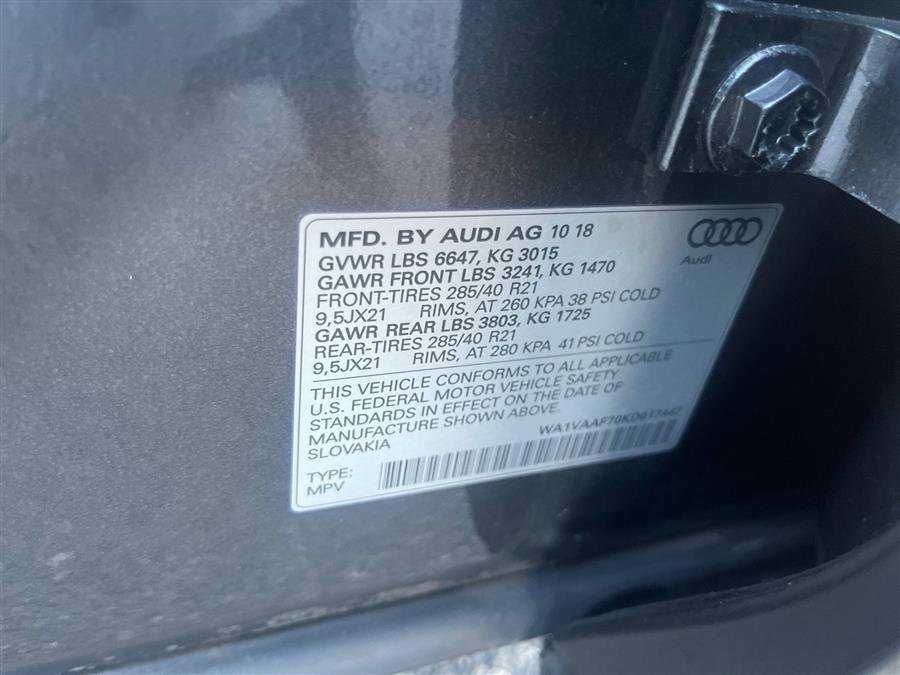 MFD. BY AUDI AG 10 18
Audi
GVWR LBS 6647, KG 3015
GAWR FRONT LBS 3241, KG 1470
FRONT-TIRES 285/40 R21
9,5JX21 RIMS, AT 260 KPA 38 PSI COLD
GAWR REAR LBS 3803, KG 1725
REAR-TIRES 285/40 R21
9,5JX21 RIMS, AT 280 KPA 41 PSI COLD
THIS VEHICLE CONFORMS TO ALL APPLICABLE
U.S. FEDERAL MOTOR VEHICLE SAFETY
STANDARDS IN EFFECT ON THE DATE OF
MANUFACTURE SHOWN ABOVE.
SLOVAKIA
WA1VAAF70KD017447
TYPE:
MPV